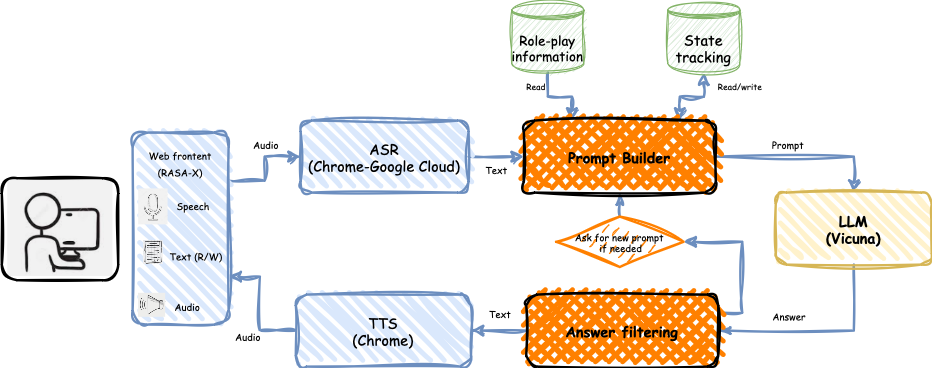 Role-play
information
State
tracking
Read
Read/write
Web frontent
(RASA-X)
Speech
Text (R/W)
Audio
Audio
ASR
(Chrome-Google Cloud)
Text
Prompt Builder
Prompt
LLM
(Vicuna)
Ask for new prompt
if needed
Answer
Answer filtering
Text
TTS
(Chrome)
Audio